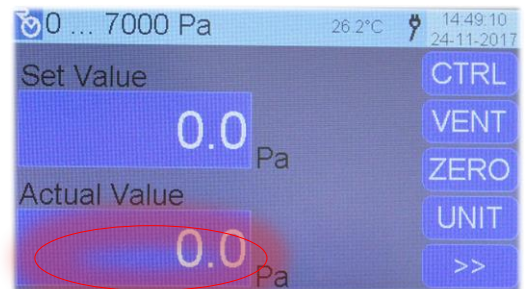 0 ... 7000 Pa 26.2°C 14:49:10
24-11-2017
Set Value
CTRL
0.0 Pa
VENT
ZERO
Actual Value
UNIT
0.0 Pa
>>